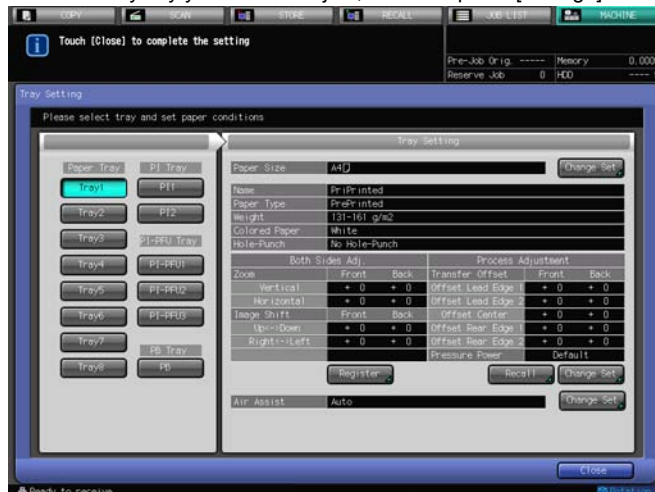 COPY SCAN STORE RECALL JOB LIST MACHINE
Touch [Close] to complete the setting
Pre-Job Orig. ----- Memory 0.000
Reserve Job 0 HDD ----
Tray Setting
Please select tray and set paper conditions
Tray Setting
Paper Tray PI Tray
Tray1 PI1
Tray2 PI2
Tray3 PI-PFU Tray
Tray4 PI-PFU1
Tray5 PI-PFU2
Tray6 PI-PFU3
Tray7 PB Tray
Tray8 PB
Paper Size A4 Change Set
Name PriPrinted
Paper Type PrePrinted
Weight 131-161 g/m2
Colored Paper White
Hole-Punch No Hole-Punch
Both Sides Adj. Process Adjustment
Zoom Front Back Transfer Offset Front Back
Vertical + 0 + 0 Offset Lead Edge 1 + 0 + 0
Horizontal + 0 + 0 Offset Lead Edge 2 + 0 + 0
Image Shift Front Back Offset Center + 0 + 0
Up<->Down + 0 + 0 Offset Rear Edge 1 + 0 + 0
Right<->Left + 0 + 0 Offset Rear Edge 2 + 0 + 0
Pressure Power Default
Register Recall Change Set
Air Assist Auto Change Set
Close
Ready to receive Rotation